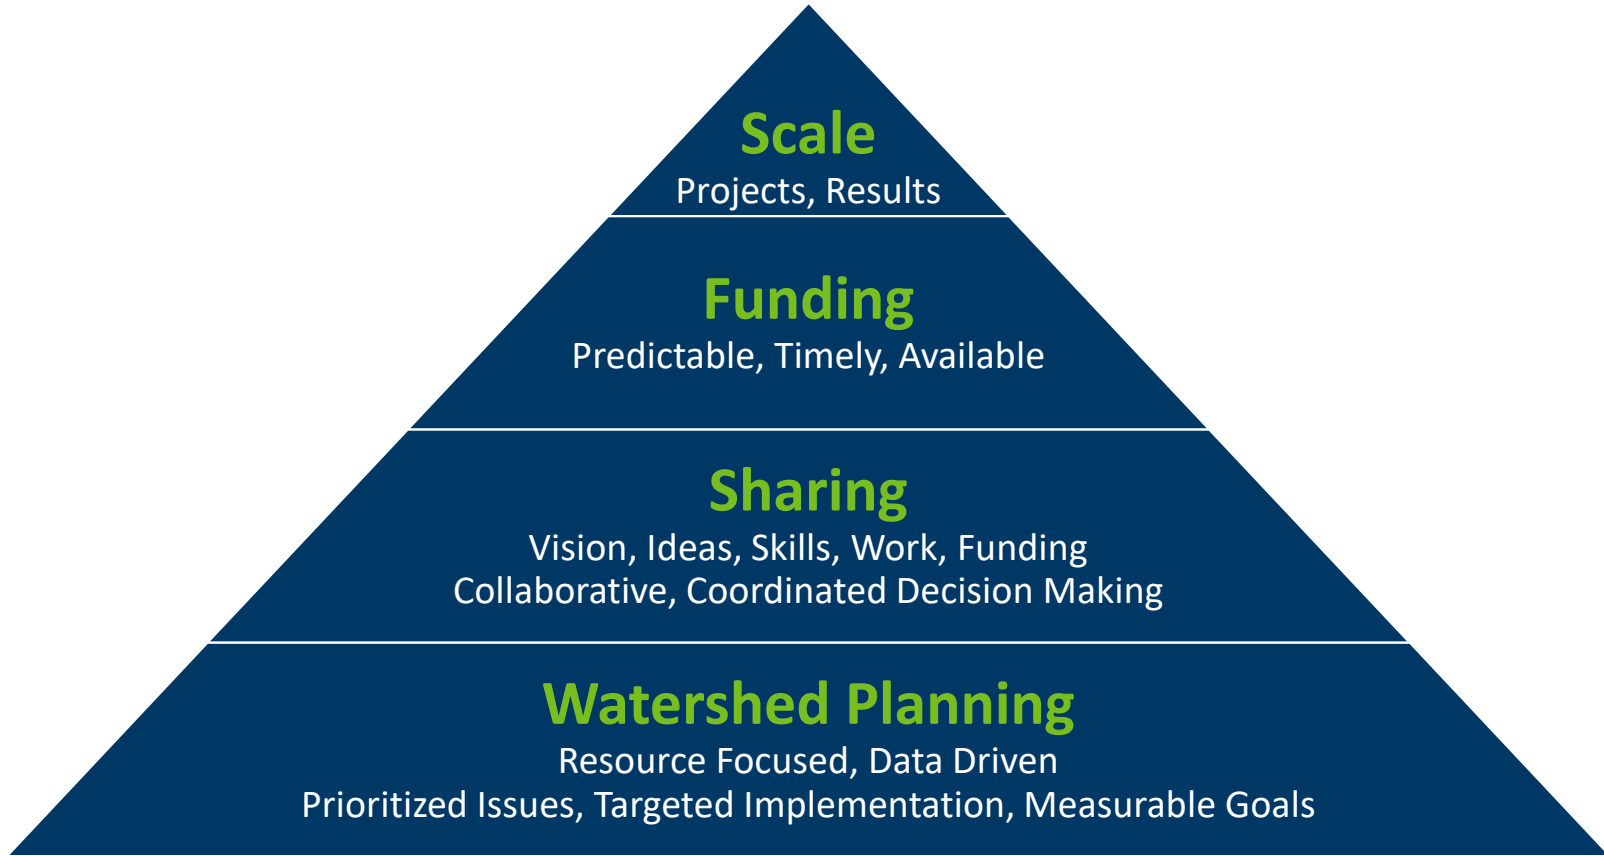 Scale
Projects, Results
Funding
Predictable, Timely, Available
Sharing
Vision, Ideas, Skills, Work, Funding
Collaborative, Coordinated Decision Making
Watershed Planning
Resource Focused, Data Driven
Prioritized Issues, Targeted Implementation, Measurable Goals